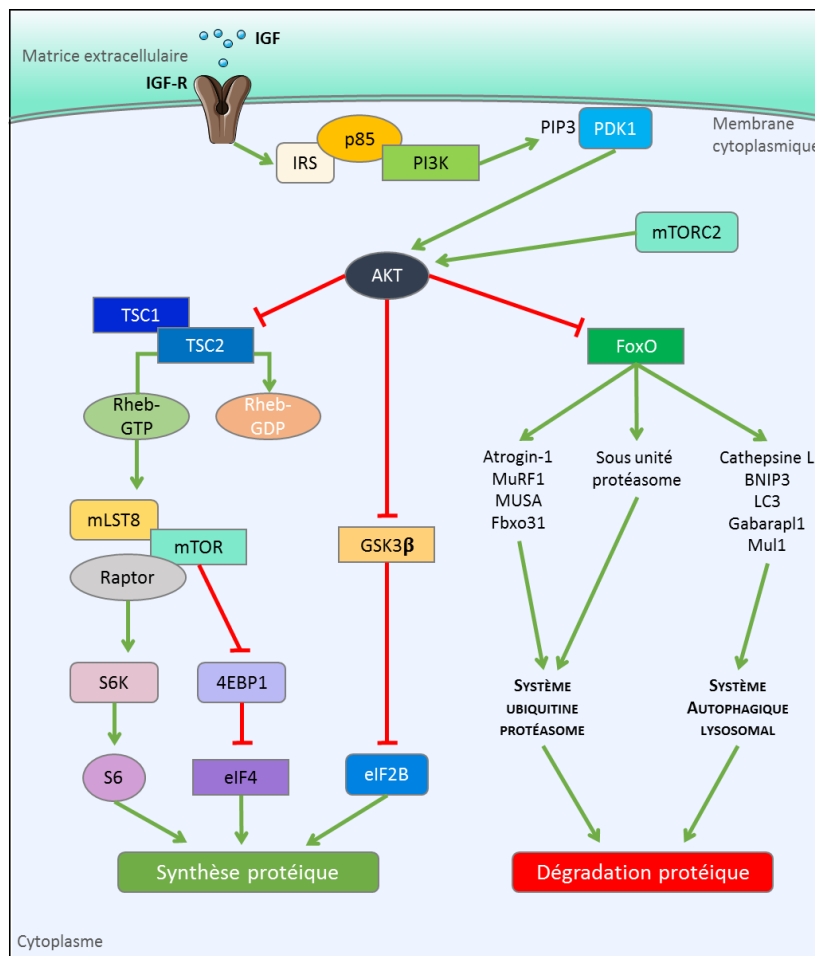 IGF
Matrice extracellulaire
IGF-R
Membrane
cytoplasmique
p85
IRS
PI3K
PIP3
PDK1
mTORC2
AKT
TSC1
TSC2
FoxO
Rheb-
GTP
Rheb-
GDP
Atrogin-1
MuRF1
MUSA
Fbxo31
Sous unité
protéasome
Cathepsine L
BNIP3
LC3
Gabarapl1
Mul1
mLST8
mTOR
Raptor
GSK3β
S6K
4EBP1
SYSTÈME
UBIQUITINE
PROTÉASOME
SYSTÈME
AUTOPHAGIQUE
LYSOSOMAL
S6
eIF4
eIF2B
Synthèse protéique
Dégradation protéique
Cytoplasme